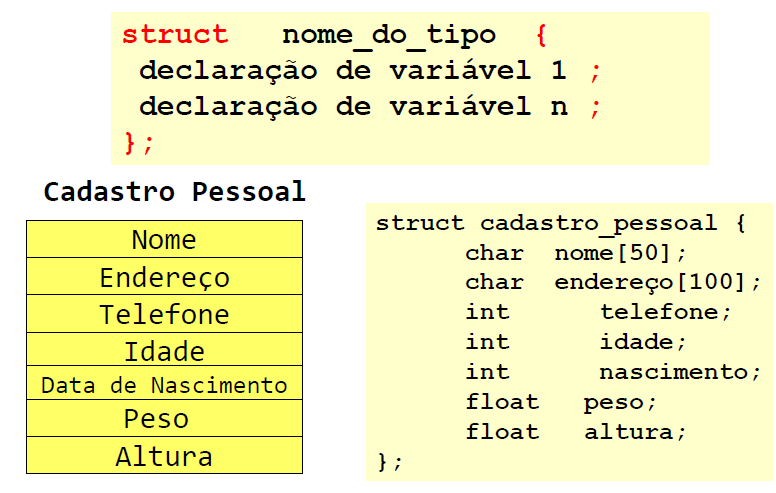 struct nome_do_tipo {
declaração de variável 1 ;
declaração de variável n ;
};
Cadastro Pessoal
Nome
Endereço
Telefone
Idade
Data de Nascimento
Peso
Altura
struct cadastro_pessoal {
char nome[50];
char endereço[100];
int telefone;
int idade;
int nascimento;
float peso;
float altura;
};